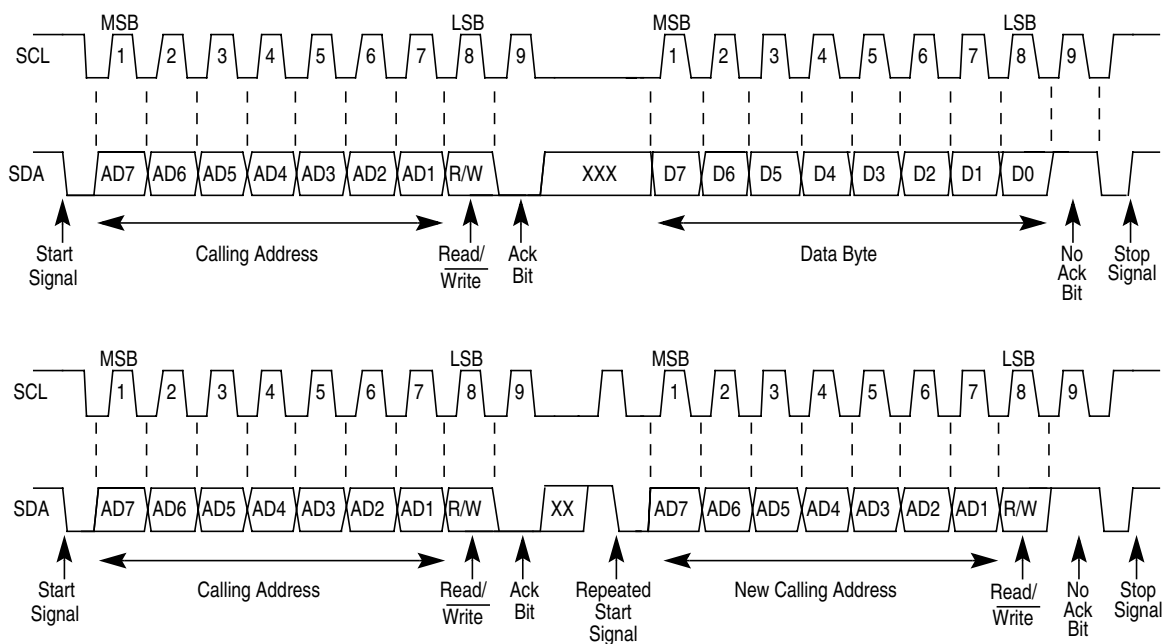 MSB LSB MSB LSB
SCL 1 2 3 4 5 6 7 8 9 1 2 3 4 5 6 7 8 9
SDA AD7 AD6 AD5 AD4 AD3 AD2 AD1 R/W XXX D7 D6 D5 D4 D3 D2 D1 D0
Start
Signal
Calling Address
Read/
Write
Ack
Bit
Data Byte
No
Ack
Bit
Stop
Signal
MSB LSB MSB LSB
SCL 1 2 3 4 5 6 7 8 9 1 2 3 4 5 6 7 8 9
SDA AD7 AD6 AD5 AD4 AD3 AD2 AD1 R/W XX AD7 AD6 AD5 AD4 AD3 AD2 AD1 R/W
Start
Signal
Calling Address
Read/
Write
Ack
Bit
Repeated
Start
Signal
New Calling Address
Read/
Write
No
Ack
Bit
Stop
Signal